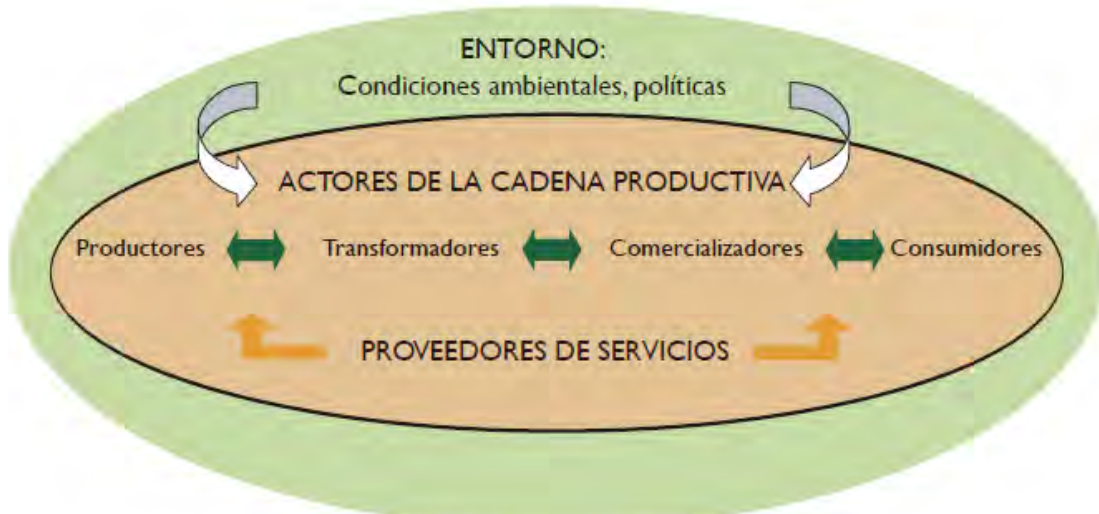 ENTORNO:
Condiciones ambientales, políticas
ACTORES DE LA CADENA PRODUCTIVA
Productores Transformadores Comercializadores Consumidores
PROVEEDORES DE SERVICIOS